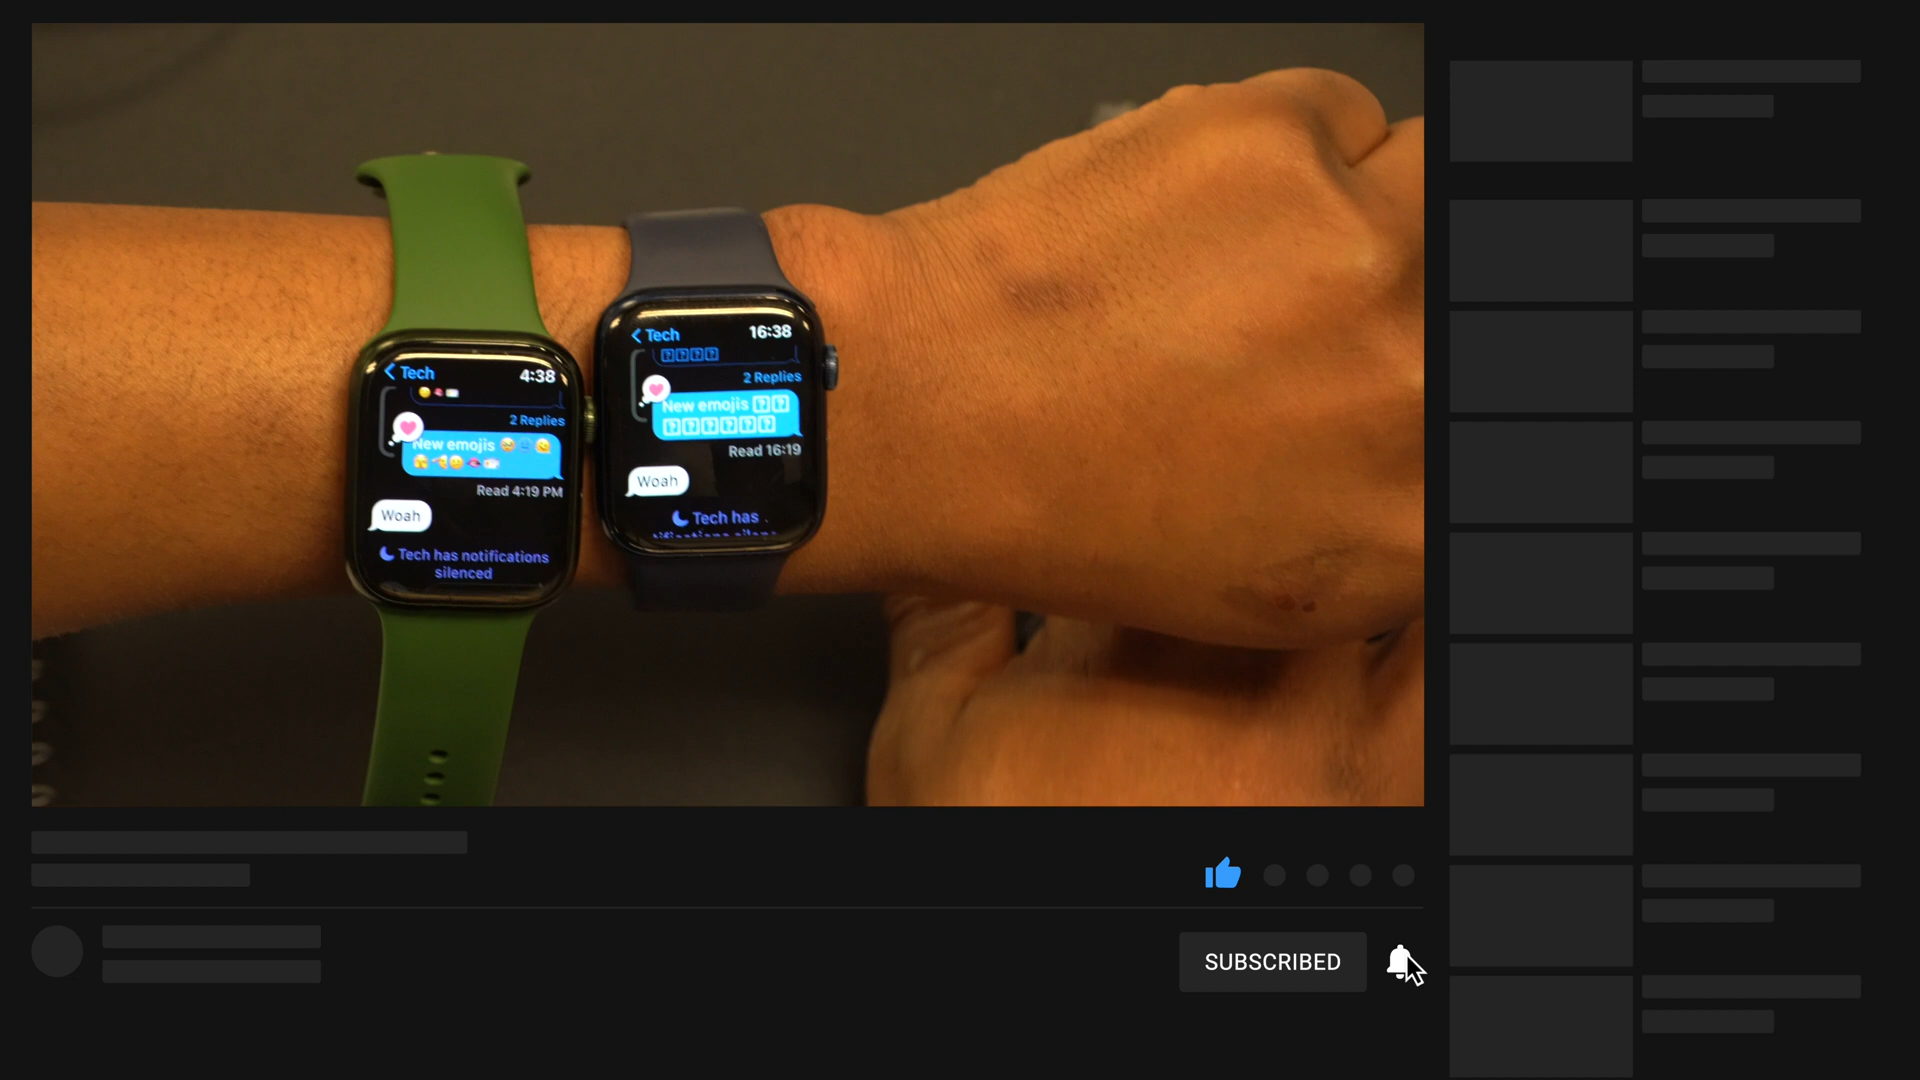 Tech
4:38
2 Replies
New emojis 🥹🫥🫠
🫣🫡🫤
Read 4:19 PM
Woah
Tech has notifications
silenced
Tech
16:38
2 Replies
New emojis
Read 16:19
Woah
Tech has
SUBSCRIBED